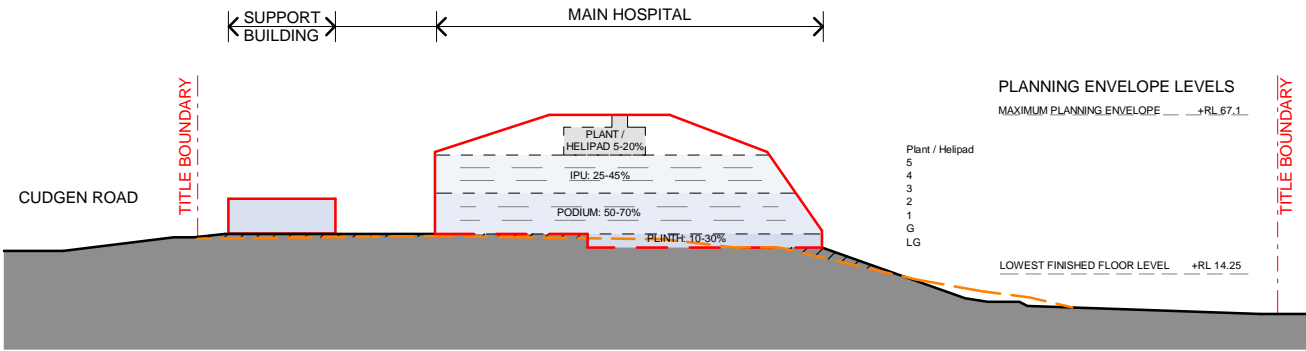 SUPPORT
BUILDING
MAIN HOSPITAL
TITLE BOUNDARY
CUDGEN ROAD
PLANT /
HELIPAD 5-20%
IPU: 25-45%
PODIUM: 50-70%
PLINTH: 10-30%
Plant / Helipad
5
4
3
2
1
G
LG
PLANNING ENVELOPE LEVELS
MAXIMUM PLANNING ENVELOPE +RL 67.1
LOWEST FINISHED FLOOR LEVEL +RL 14.25
TITLE BOUNDARY